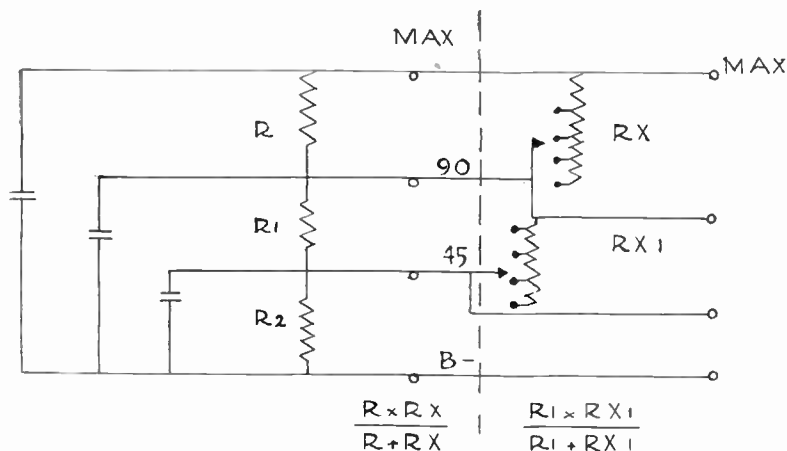 MAX
MAX
R
RX
90
R1
RX1
45
R2
B-
R × RX
R + RX
R1 × RX1
R1 + RX1